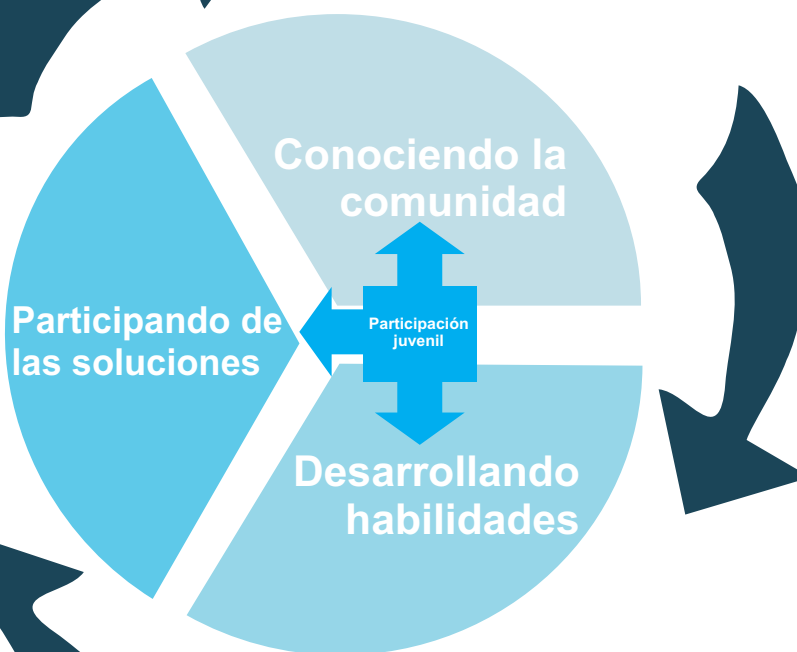 Conociendo la
comunidad
Participando de
las soluciones
Participación
juvenil
Desarrollando
habilidades